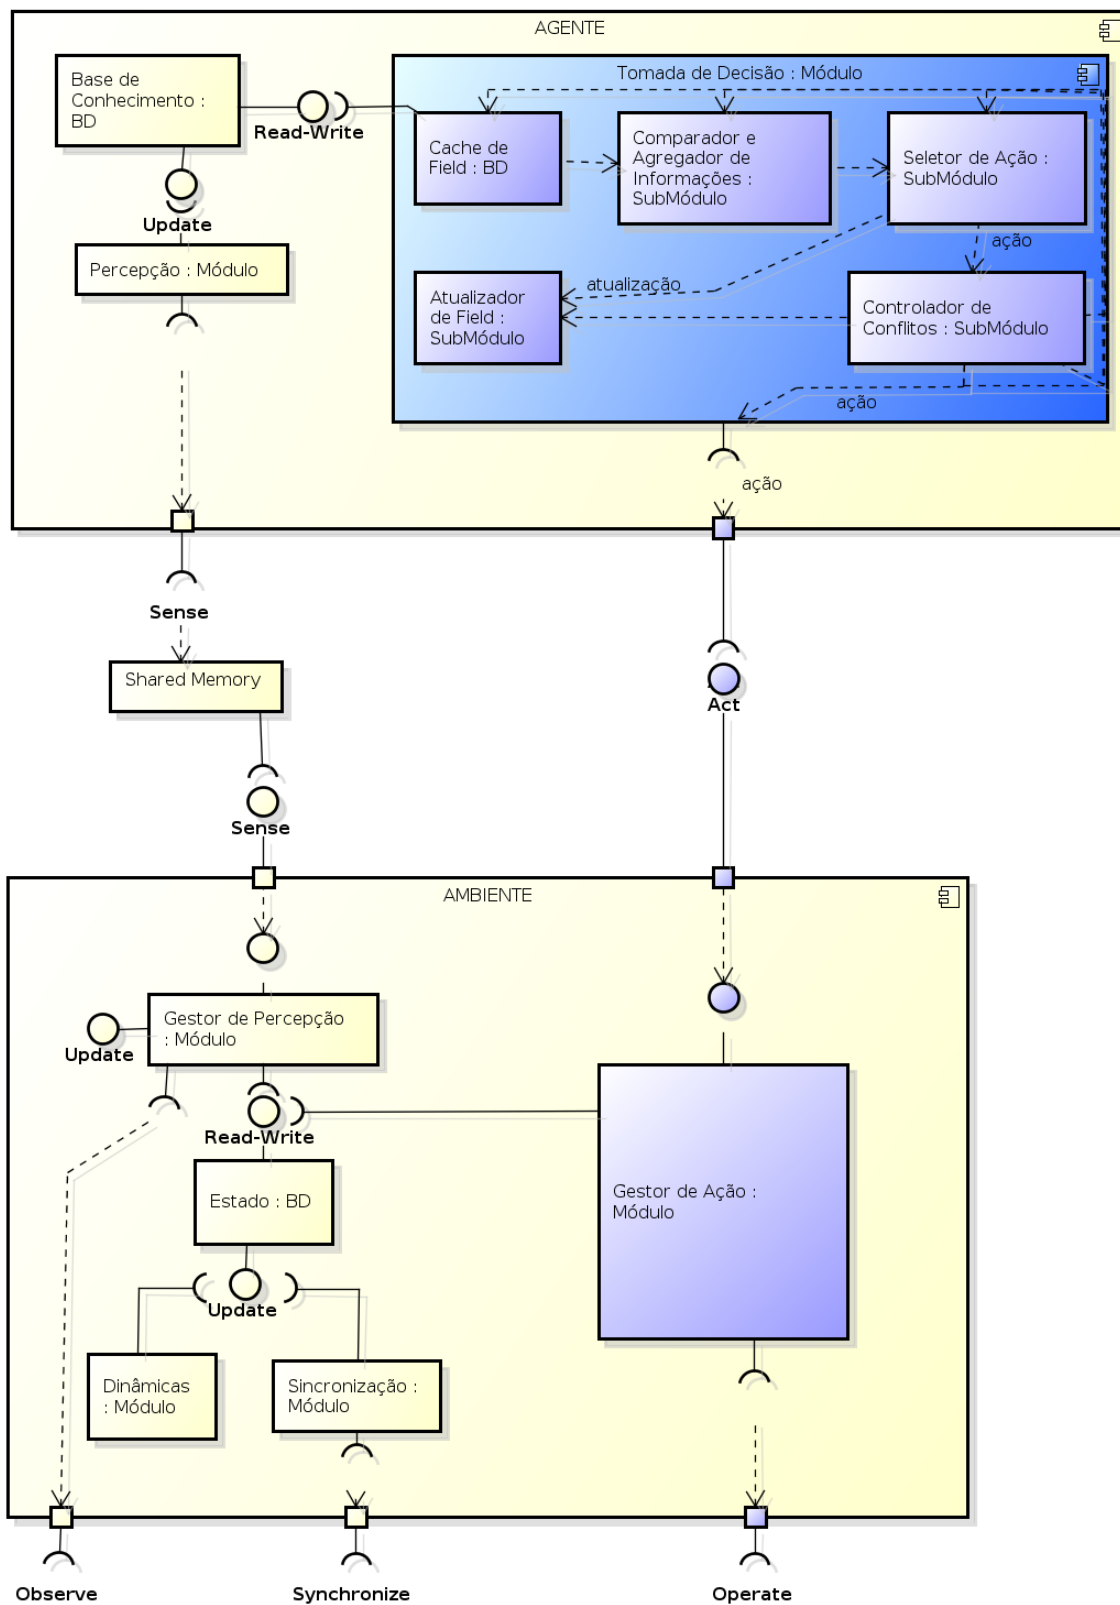 AGENTE
Base de
Conhecimento :
BD
Read-Write
Update
Percepção : Módulo
Tomada de Decisão : Módulo
Cache de
Field : BD
Comparador e
Agregador de
Informações :
SubMódulo
Seletor de Ação :
SubMódulo
ação
atualização
Atualizador
de Field :
SubMódulo
Controlador de
Conflitos : SubMódulo
ação
ação
Sense
Shared Memory
Act
Sense
AMBIENTE
Gestor de Percepção
: Módulo
Update
Read-Write
Estado : BD
Gestor de Ação :
Módulo
Update
Dinâmicas
: Módulo
Sincronização :
Módulo
Observe
Synchronize
Operate